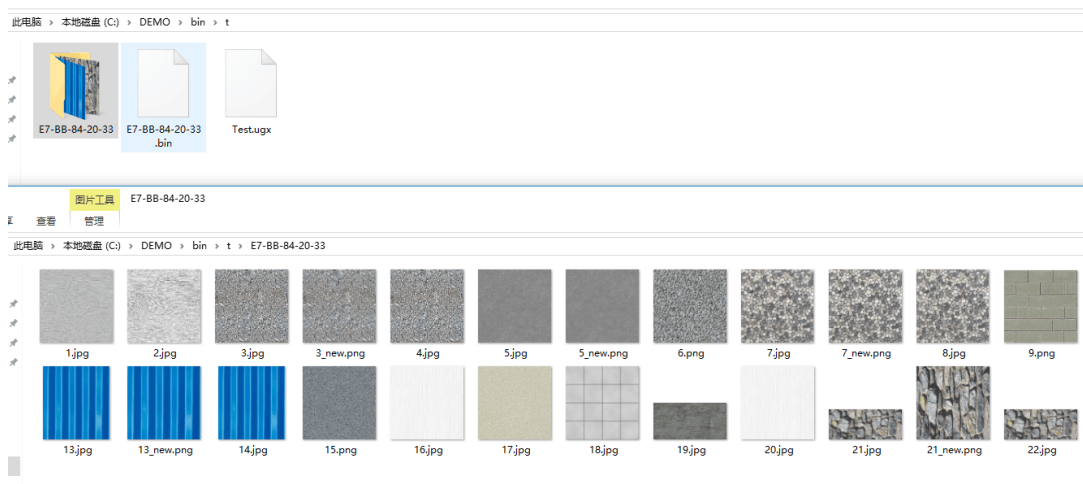 此电脑 > 本地磁盘 (C:) > DEMO > bin > t
E7-BB-84-20-33
E7-BB-84-20-33
.bin
Test.ugx
图片工具
E7-BB-84-20-33
查看
管理
此电脑 > 本地磁盘 (C:) > DEMO > bin > t > E7-BB-84-20-33
1.jpg
2.jpg
3.jpg
3_new.png
4.jpg
5.jpg
5_new.png
6.png
7.jpg
7_new.png
8.jpg
9.png
13.jpg
13_new.png
14.jpg
15.png
16.jpg
17.jpg
18.jpg
19.jpg
20.jpg
21.jpg
21_new.png
22.jpg